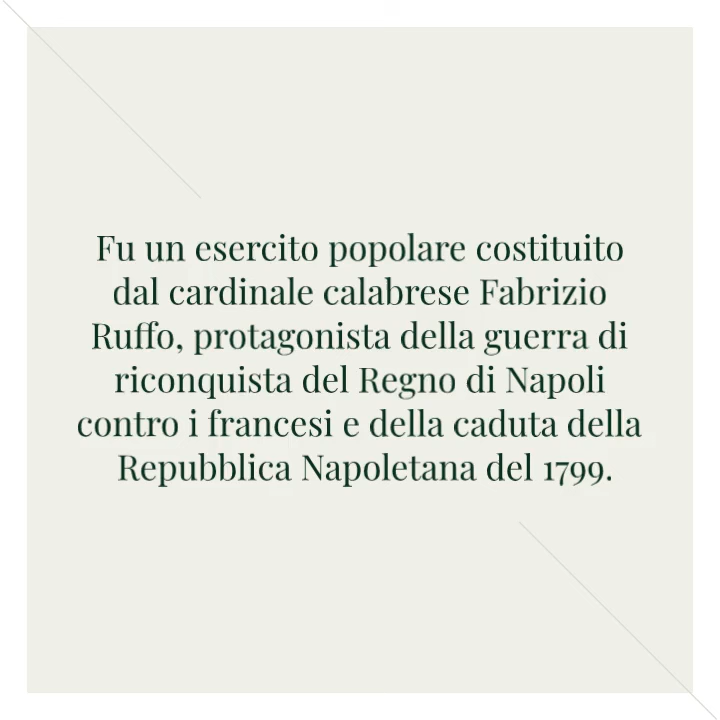 Fu un esercito popolare costituito
dal cardinale calabrese Fabrizio
Ruffo, protagonista della guerra di
riconquista del Regno di Napoli
contro i francesi e della caduta della
Repubblica Napoletana del 1799.